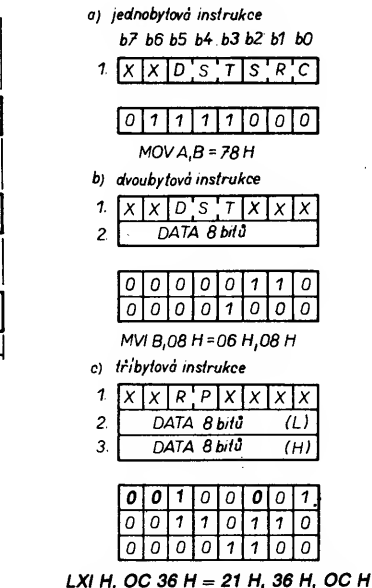 a) jednobytová instrukce
b7 b6 b5 b4 b3 b2 b1 b0
1. X X D S T S R C
0 1 1 1 1 0 0 0
MOV A,B = 78 H
b) dvoubytová instrukce
1. X X D S T X X X
2. DATA 8 bitů
0 0 0 0 0 1 1 0
0 0 0 0 1 0 0 0
MVI B,08 H = 06 H,08 H
c) tříbytová instrukce
1. X X R P X X X X
2. DATA 8 bitů (L)
3. DATA 8 bitů (H)
0 0 1 0 0 0 0 1
0 0 1 1 0 1 1 0
0 0 0 0 1 1 0 0
LXI H, OC 36 H = 21 H, 36 H, OC H